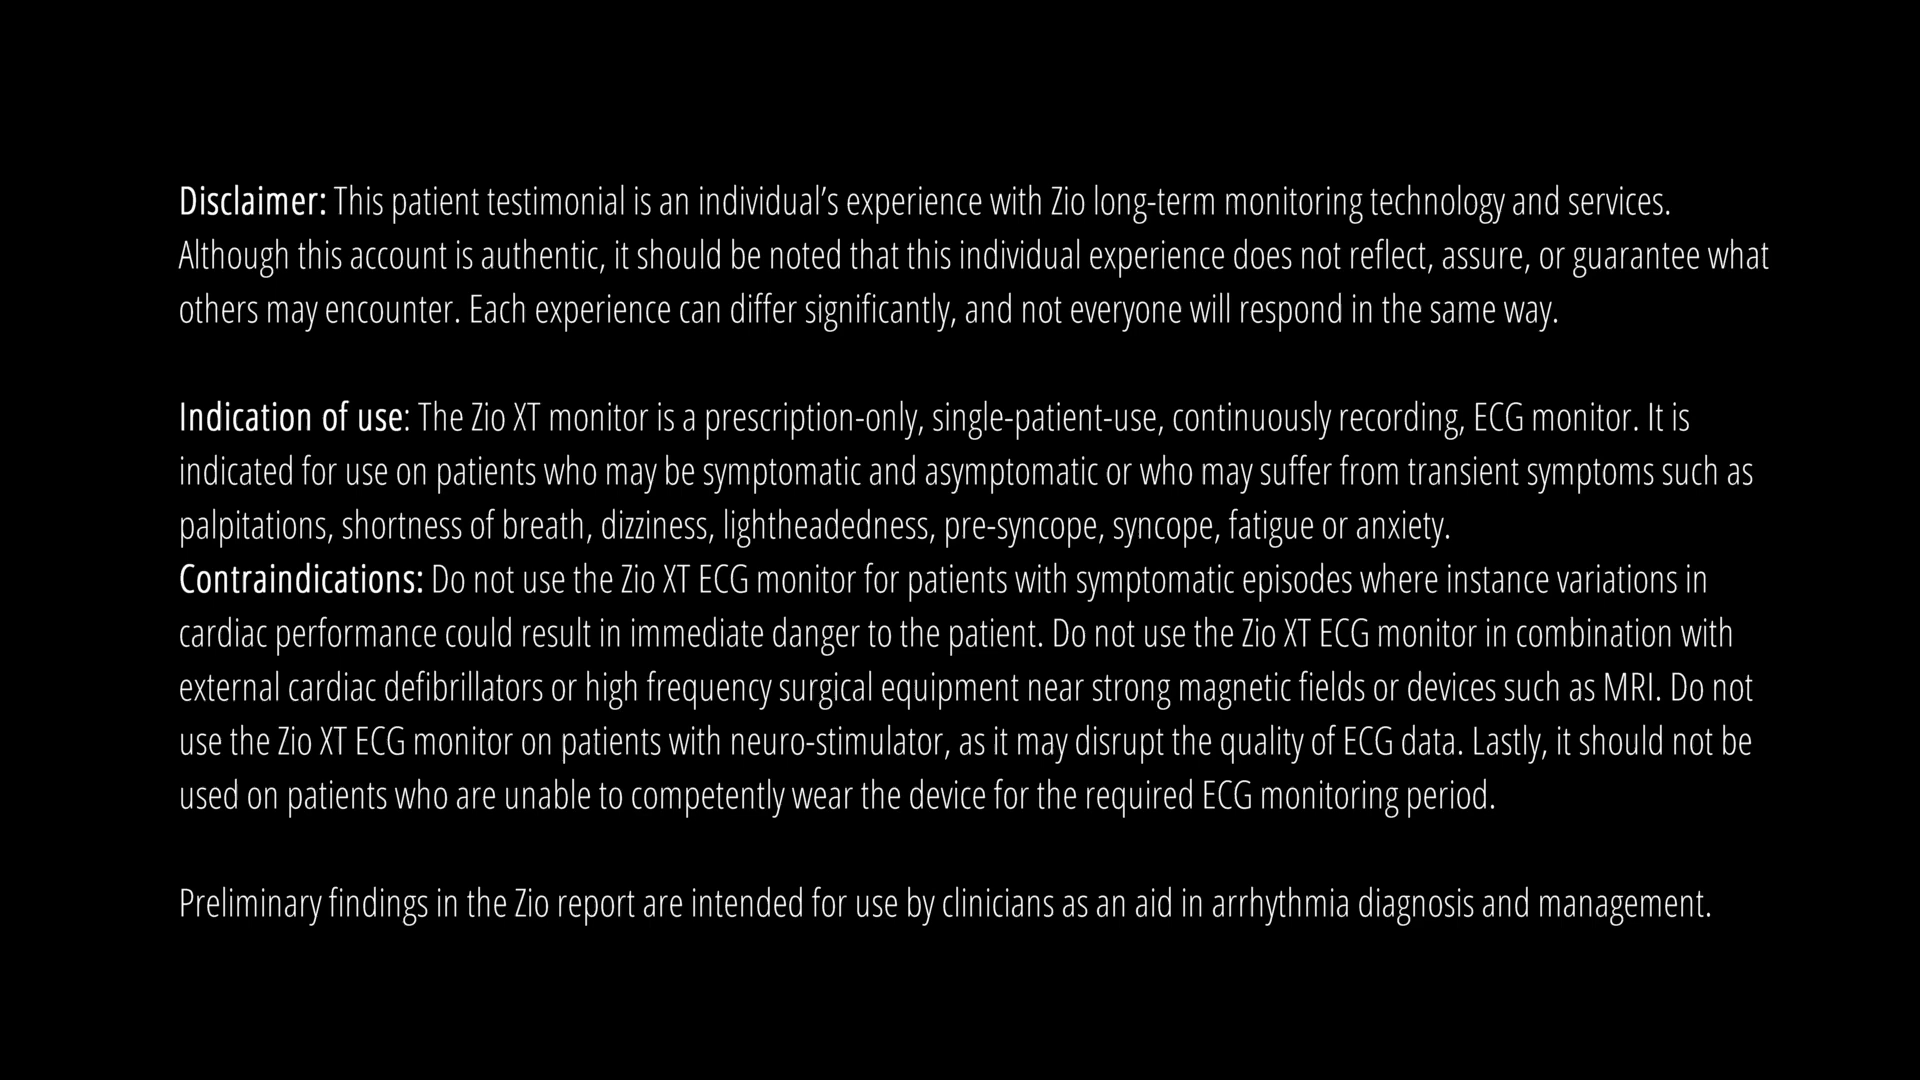 Disclaimer: This patient testimonial is an individual’s experience with Zio long-term monitoring technology and services.
Although this account is authentic, it should be noted that this individual experience does not reflect, assure, or guarantee what
others may encounter. Each experience can differ significantly, and not everyone will respond in the same way.
Indication of use: The Zio XT monitor is a prescription-only, single-patient-use, continuously recording, ECG monitor. It is
indicated for use on patients who may be symptomatic and asymptomatic or who may suffer from transient symptoms such as
palpitations, shortness of breath, dizziness, lightheadedness, pre-syncope, syncope, fatigue or anxiety.
Contraindications: Do not use the Zio XT ECG monitor for patients with symptomatic episodes where instance variations in
cardiac performance could result in immediate danger to the patient. Do not use the Zio XT ECG monitor in combination with
external cardiac defibrillators or high frequency surgical equipment near strong magnetic fields or devices such as MRI. Do not
use the Zio XT ECG monitor on patients with neuro-stimulator, as it may disrupt the quality of ECG data. Lastly, it should not be
used on patients who are unable to competently wear the device for the required ECG monitoring period.
Preliminary findings in the Zio report are intended for use by clinicians as an aid in arrhythmia diagnosis and management.